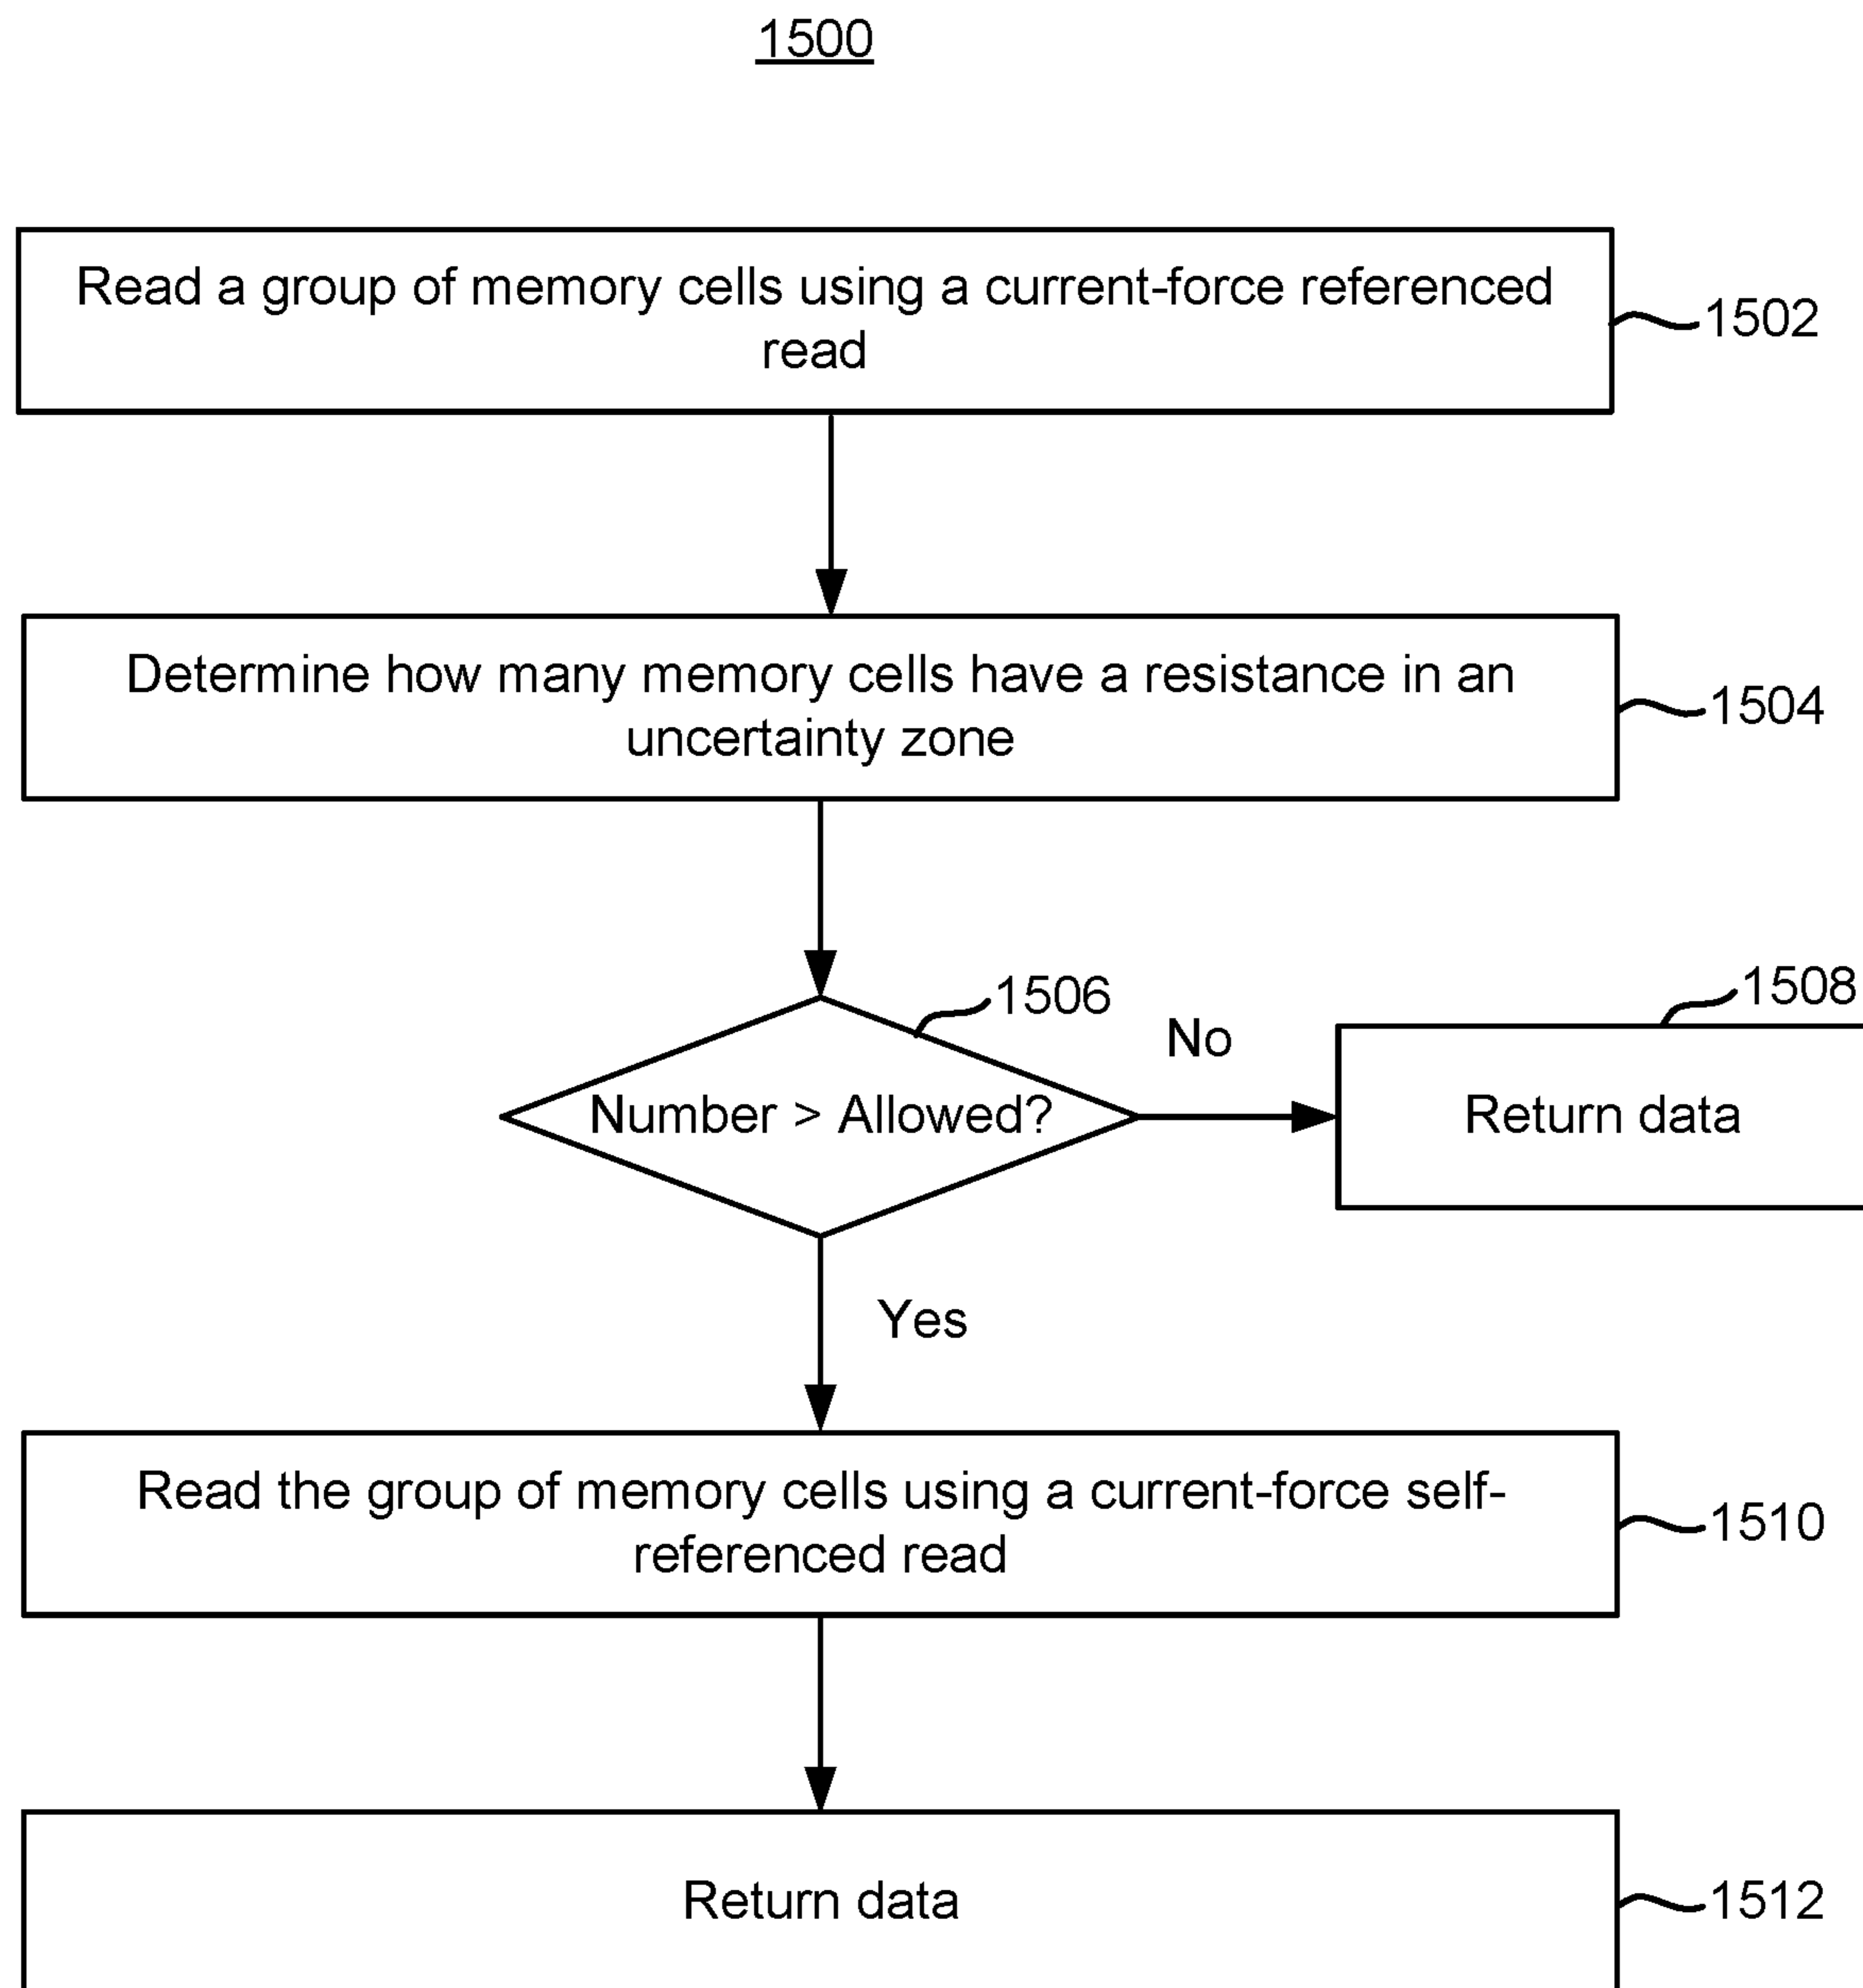 1500
Read a group of memory cells using a current-force referenced
read
1502
Determine how many memory cells have a resistance in an
uncertainty zone
1504
1506
1508
No
Number > Allowed?
Return data
Yes
Read the group of memory cells using a current-force self-
referenced read
1510
Return data
1512